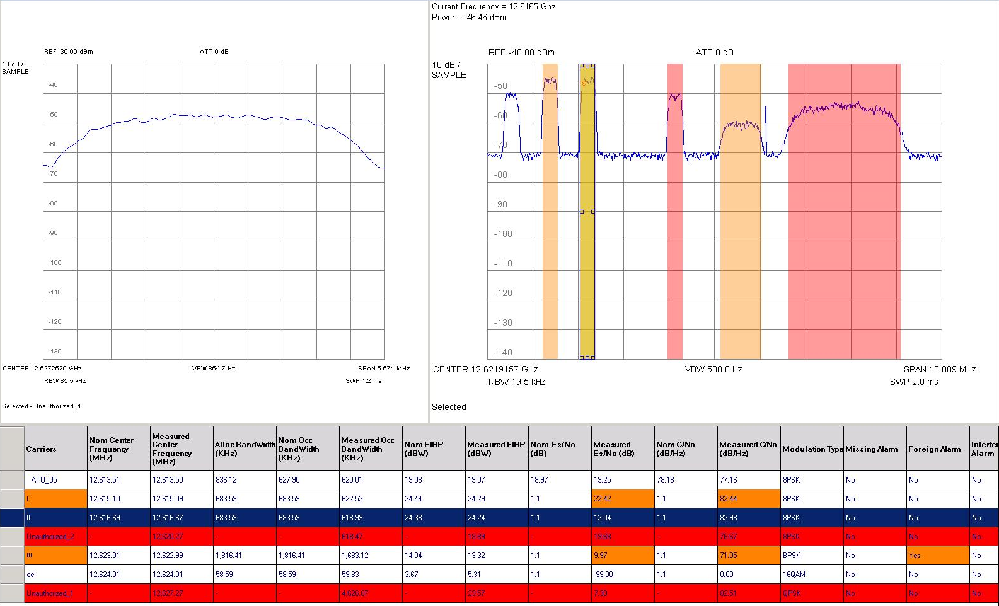 REF -30.00 dBm ATT 0 dB
10 dB /
SAMPLE
-40
-50
-60
-70
-80
-90
-100
-110
-120
-130
CENTER 12.6272520 GHz VBW 854.7 Hz SPAN 5.671 MHz
RBW 85.5 kHz SWP 1.2 ms
Selected - Unauthorized_1
Current Frequency = 12.6165 Ghz
Power = -46.46 dBm
REF -40.00 dBm ATT 0 dB
10 dB /
SAMPLE
-50
-60
-70
-80
-90
-100
-110
-120
-130
-140
CENTER 12.6219157 GHz VBW 500.8 Hz SPAN 18.809 MHz
RBW 19.5 kHz SWP 2.0 ms
Selected
Carriers Nom Center Frequency (MHz) Measured Center Frequency (MHz) Alloc BandWidth (KHz) Nom Occ BandWidth (KHz) Measured Occ BandWidth (KHz) Nom EIRP (dBW) Measured EIRP (dBW) Nom Es/No (dB) Measured Es/No (dB) Nom C/No (dB/Hz) Measured C/No (dB/Hz) Modulation Type Missing Alarm Foreign Alarm Interfer Alarm
ATO_05 12,613.51 12,613.50 836.12 627.90 620.01 19.08 19.07 18.97 19.25 78.18 77.16 8PSK No No No
t 12,615.10 12,615.09 683.59 683.59 622.52 24.44 24.29 1.1 22.42 1.1 82.44 8PSK No No No
tt 12,616.69 12,616.67 683.59 683.59 618.99 24.38 24.24 1.1 12.04 1.1 82.98 8PSK No No No
Unauthorized_2 - 12,620.27 - - 618.47 - 18.89 - 19.68 - 76.67 8PSK No No No
ttt 12,623.01 12,622.99 1,816.41 1,816.41 1,683.12 14.04 13.32 1.1 9.97 1.1 71.05 BPSK No Yes No
ee 12,624.01 12,624.01 58.59 58.59 59.83 3.67 5.31 1.1 -99.00 1.1 0.00 16QAM No No No
Unauthorized_1 - 12,627.27 - - 4,626.87 - 23.57 - 7.30 - 82.51 QPSK No No No